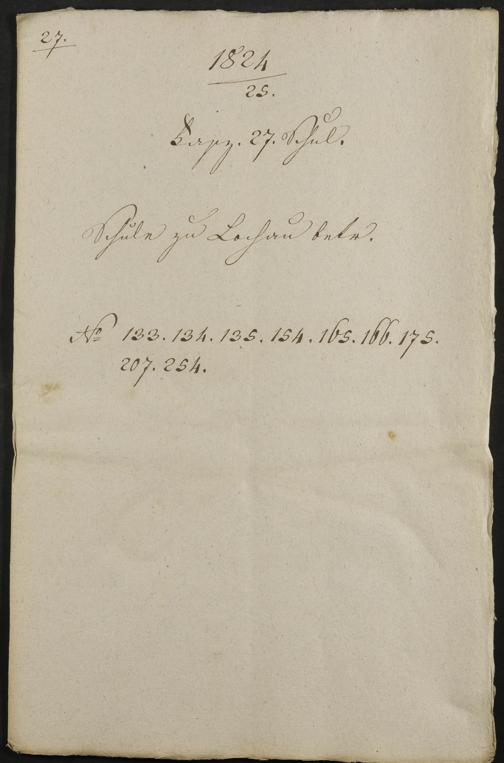 27.
1824
25.
Fasz. 27. Schul.
Schule zu Lochau betr.
No 133. 134. 135. 154. 165. 166. 175.
207. 254.